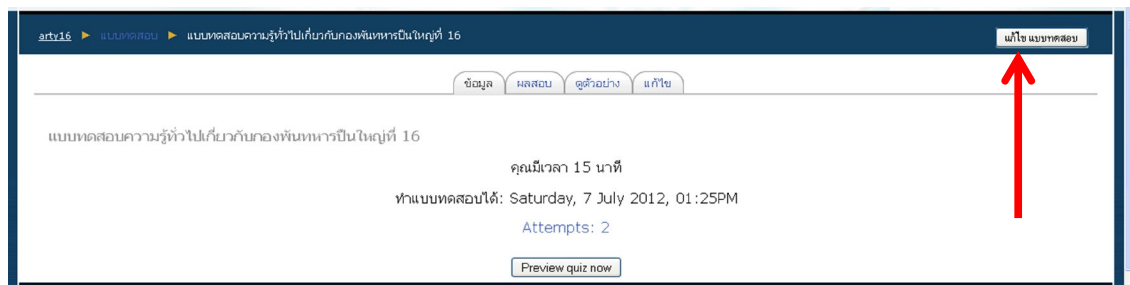 arty16 ► แบบทดสอบ ► แบบทดสอบความรู้ทั่วไปเกี่ยวกับกองพันทหารปืนใหญ่ที่ 16
แก้ไข แบบทดสอบ
ข้อมูล ผลสอบ ดูตัวอย่าง แก้ไข
แบบทดสอบความรู้ทั่วไปเกี่ยวกับกองพันทหารปืนใหญ่ที่ 16
คุณมีเวลา 15 นาที
ทำแบบทดสอบได้: Saturday, 7 July 2012, 01:25PM
Attempts: 2
Preview quiz now